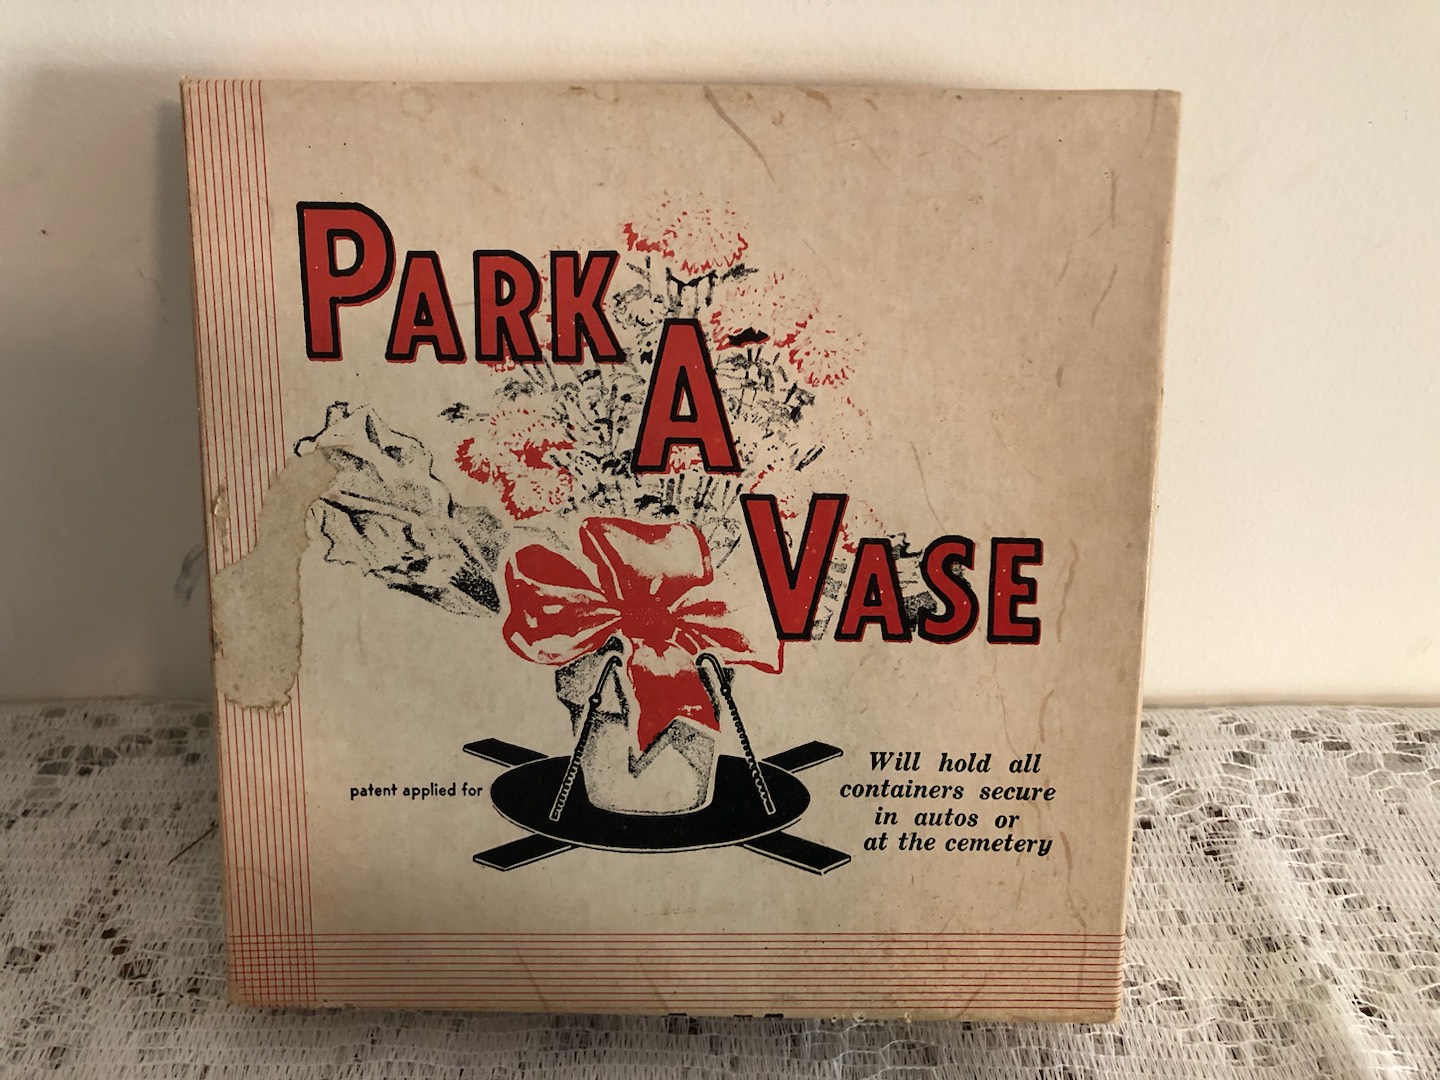 PARK
A
VASE
patent applied for
Will hold all
containers secure
in autos or
at the cemetery